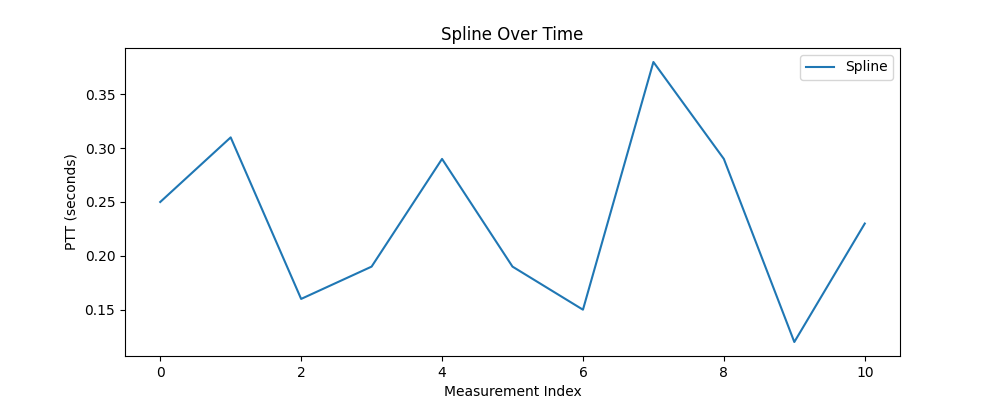 Spline Over Time
Spline
0.35
0.30
0.25
0.20
0.15
PTT (seconds)
0 2 4 6 8 10
Measurement Index